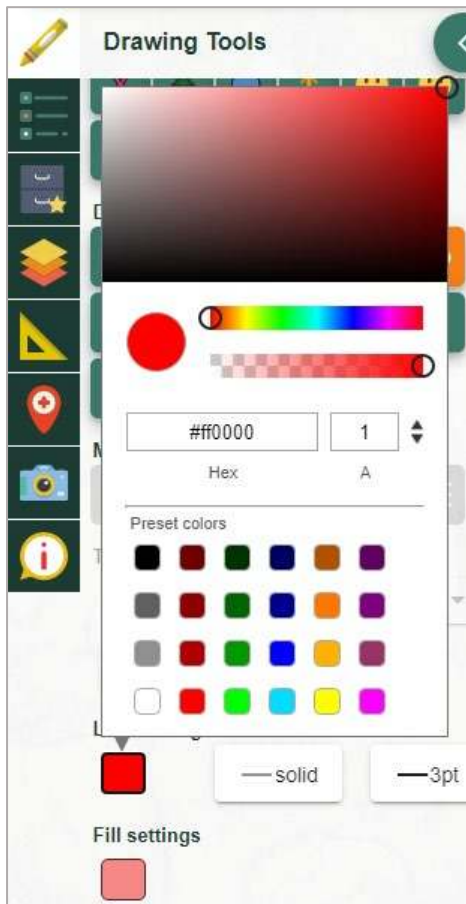 Drawing Tools
#ff0000
1
Hex
A
Preset colors
solid
3pt
Fill settings